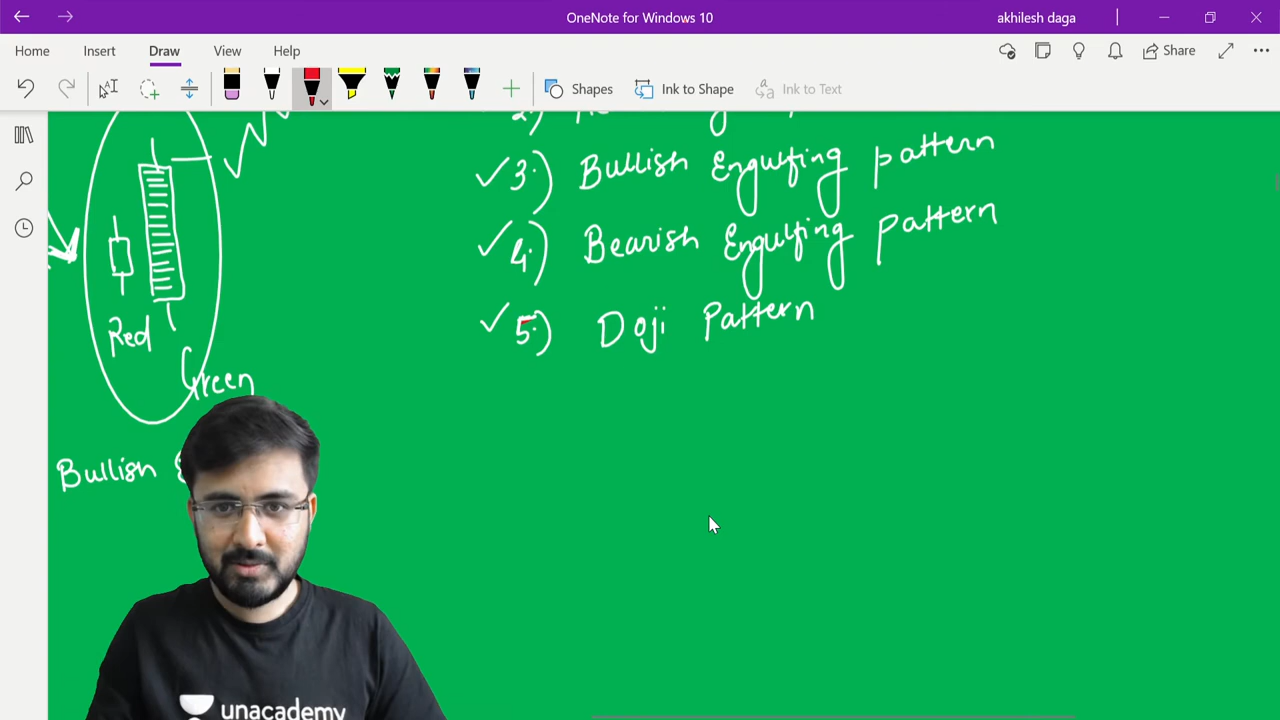 OneNote for Windows 10
akhilesh daga
Home Insert Draw View Help
Share
Shapes Ink to Shape Ink to Text
2.)
✓ 3.) Bullish Engulfing pattern
✓ 4.) Bearish Engulfing Pattern
✓ 5.) Doji Pattern
Red
Green
Bullish
unacademy